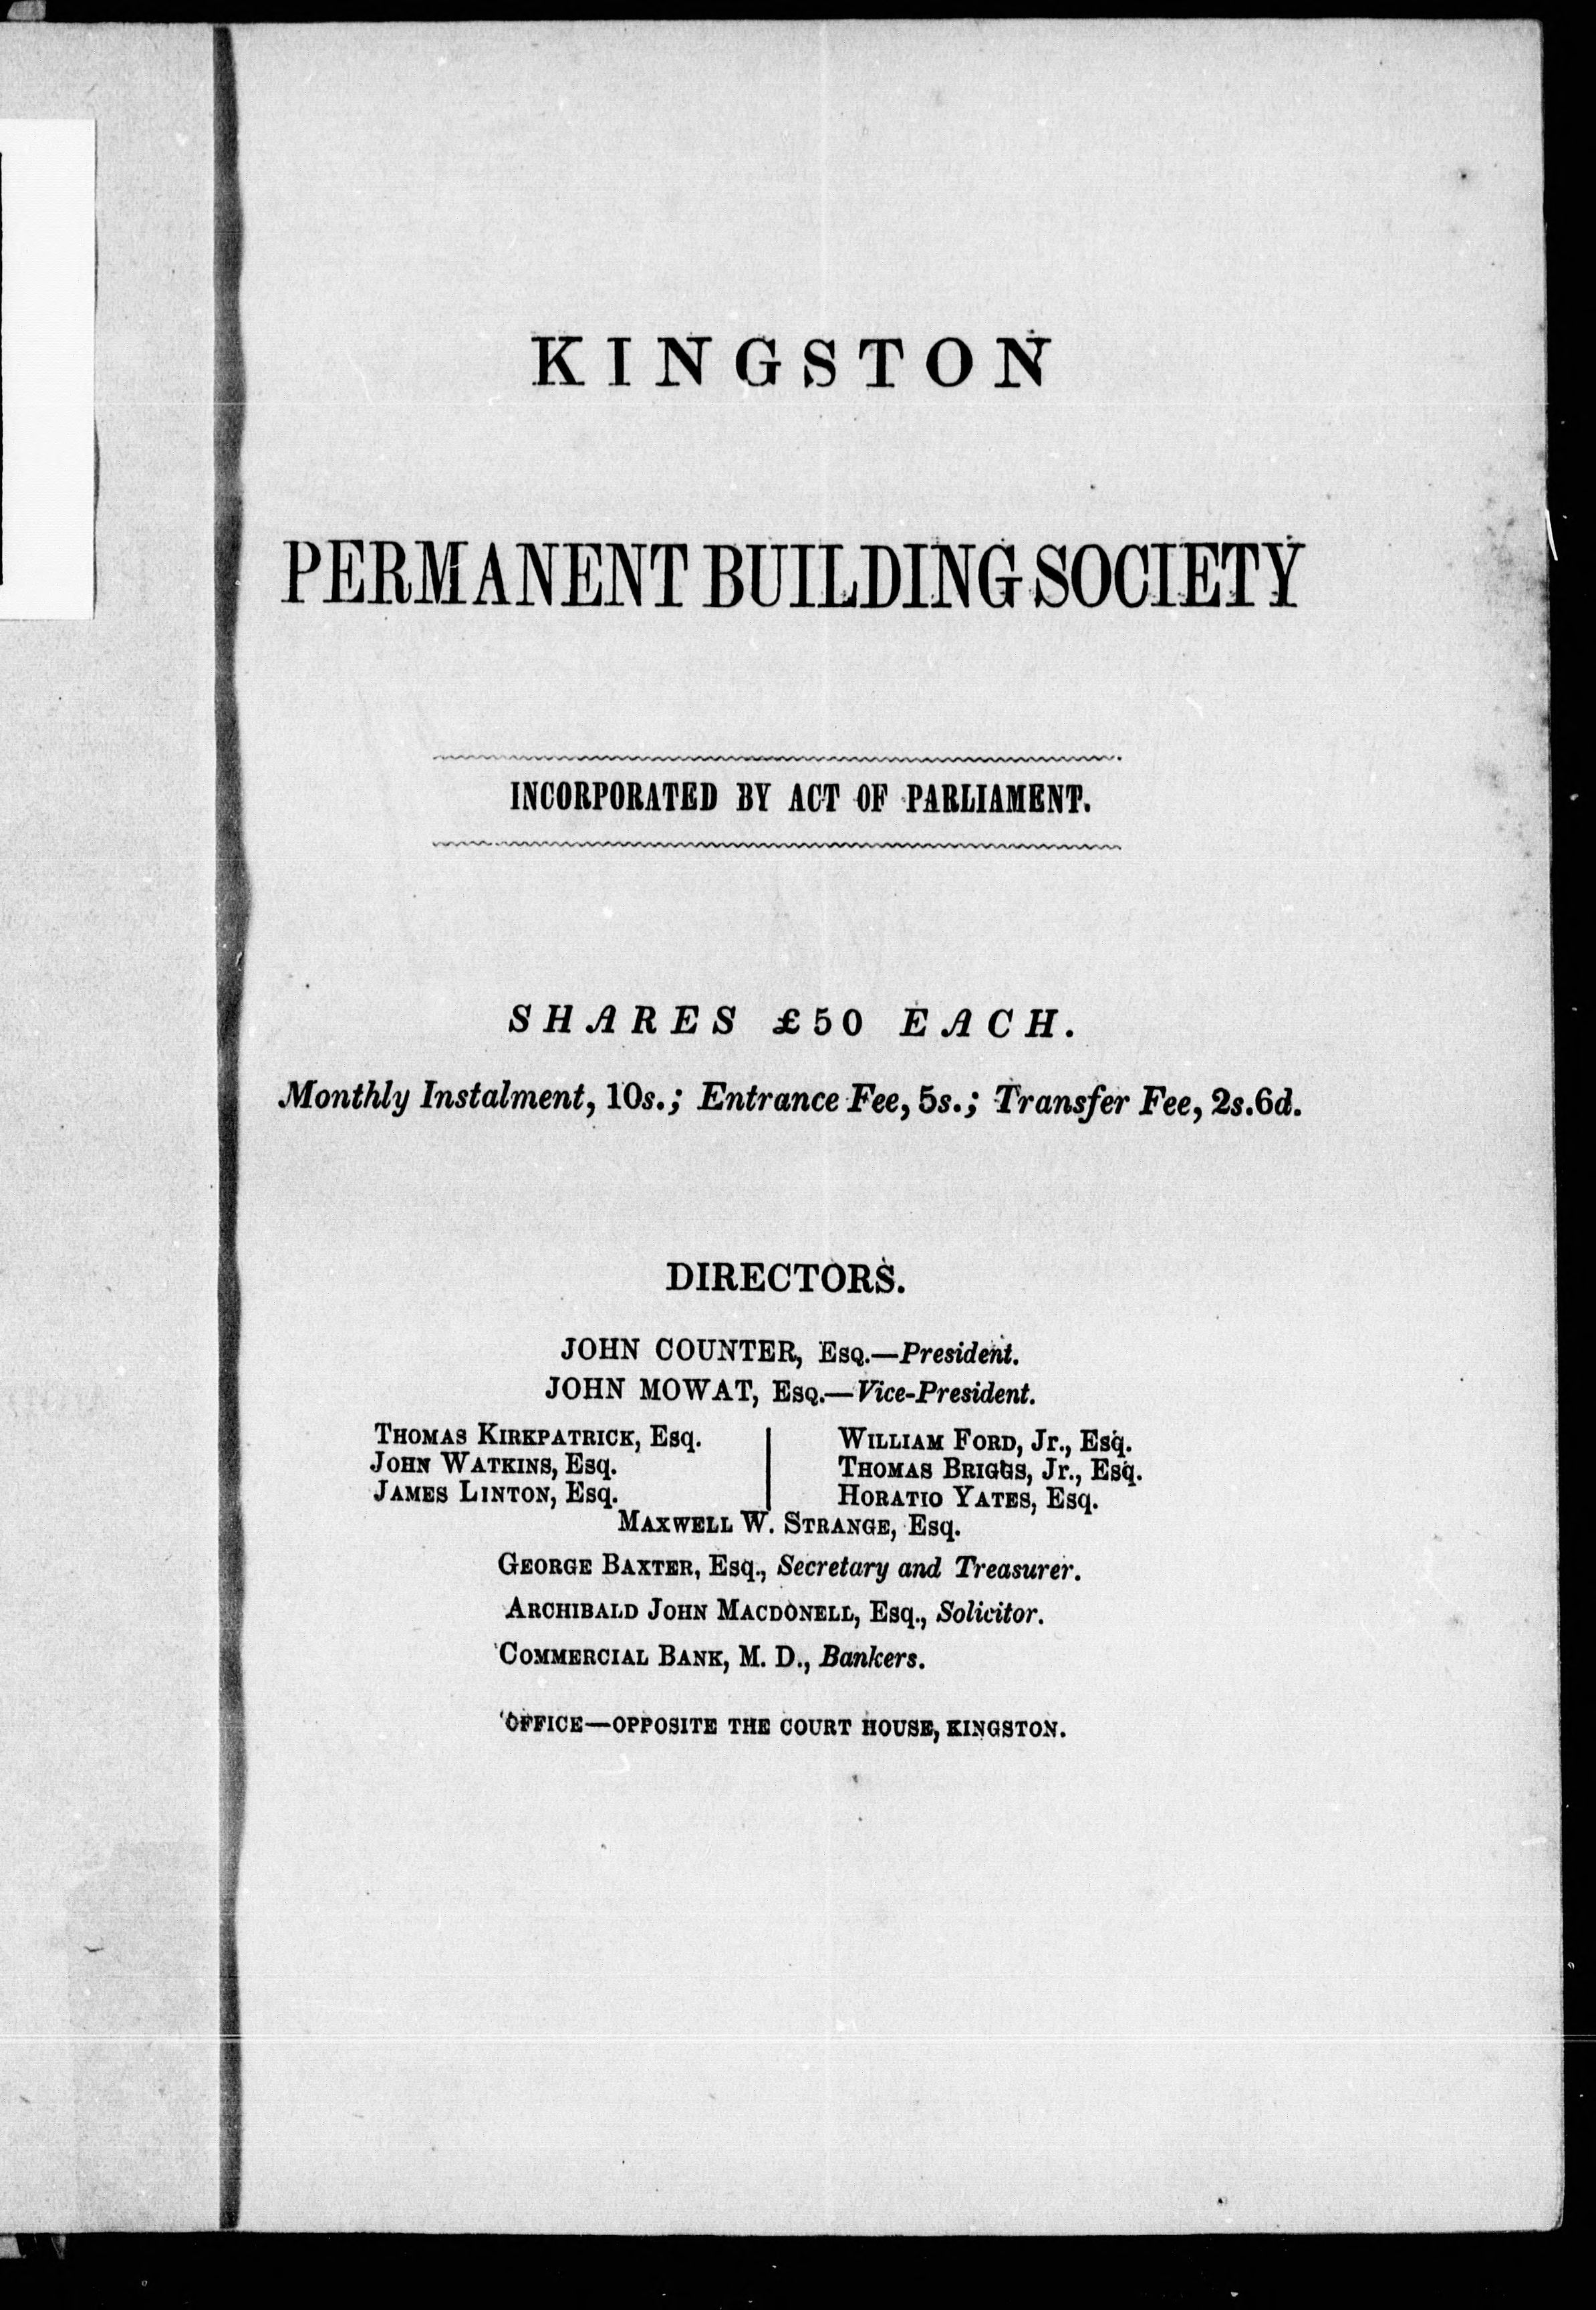 KINGSTON
PERMANENT BUILDING SOCIETY
INCORPORATED BY ACT OF PARLIAMENT.
SHARES £50 EACH.
Monthly Instalment, 10s.; Entrance Fee, 5s.; Transfer Fee, 2s.6d.
DIRECTORS.
JOHN COUNTER, Esq.—President.
JOHN MOWAT, Esq.—Vice-President.
Thomas Kirkpatrick, Esq.
John Watkins, Esq.
James Linton, Esq.
William Ford, Jr., Esq.
Thomas Briggs, Jr., Esq.
Horatio Yates, Esq.
Maxwell W. Strange, Esq.
George Baxter, Esq., Secretary and Treasurer.
Archibald John Macdonell, Esq., Solicitor.
Commercial Bank, M. D., Bankers.
OFFICE—OPPOSITE THE COURT HOUSE, KINGSTON.